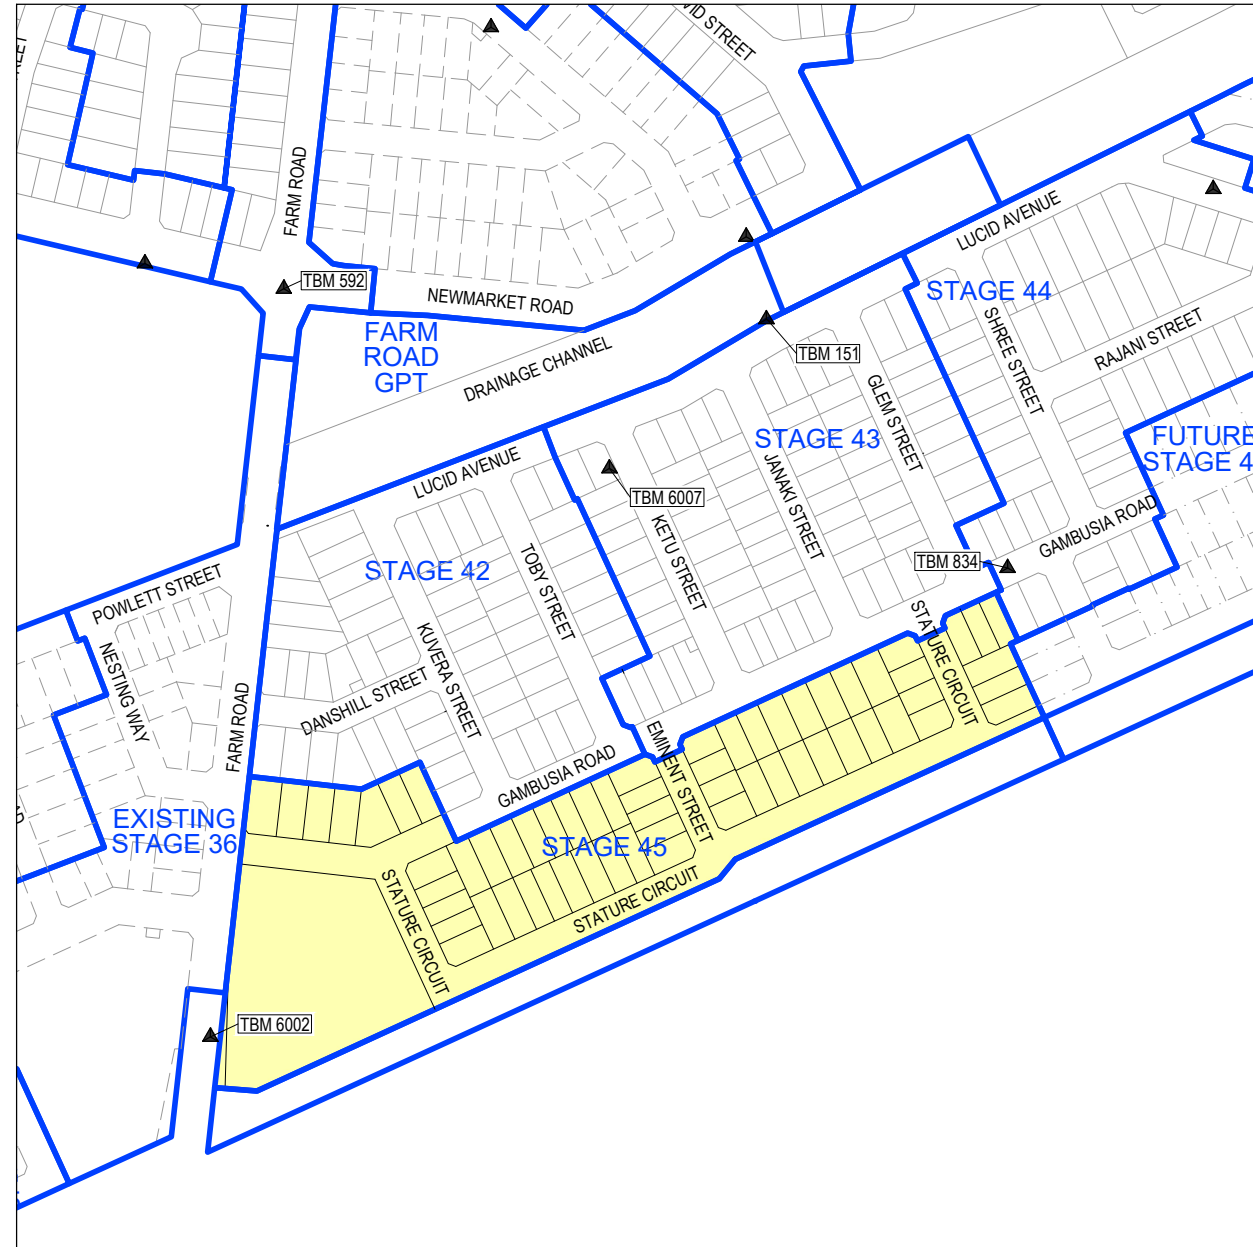 FARM ROAD
TBM 592
NEWMARKET ROAD
FARM
ROAD
GPT
DRAINAGE CHANNEL
LUCID AVENUE
STAGE 44
SHREE STREET
RAJANI STREET
TBM 151
GLEM STREET
STAGE 43
JANAKI STREET
FUTURE
LUCID AVENUE
TBM 6007
KETU STREET
GAMBUSIA ROAD
TBM 834
STAGE 42
TOBY STREET
POWLETT STREET
NESTING WAY
KUVERA STREET
DANSHILL STREET
FARM ROAD
STATURE CIRCUIT
EMINENT STREET
GAMBUSIA ROAD
EXISTING
STAGE 36
STAGE 45
STATURE CIRCUIT
STATURE CIRCUIT
TBM 6002